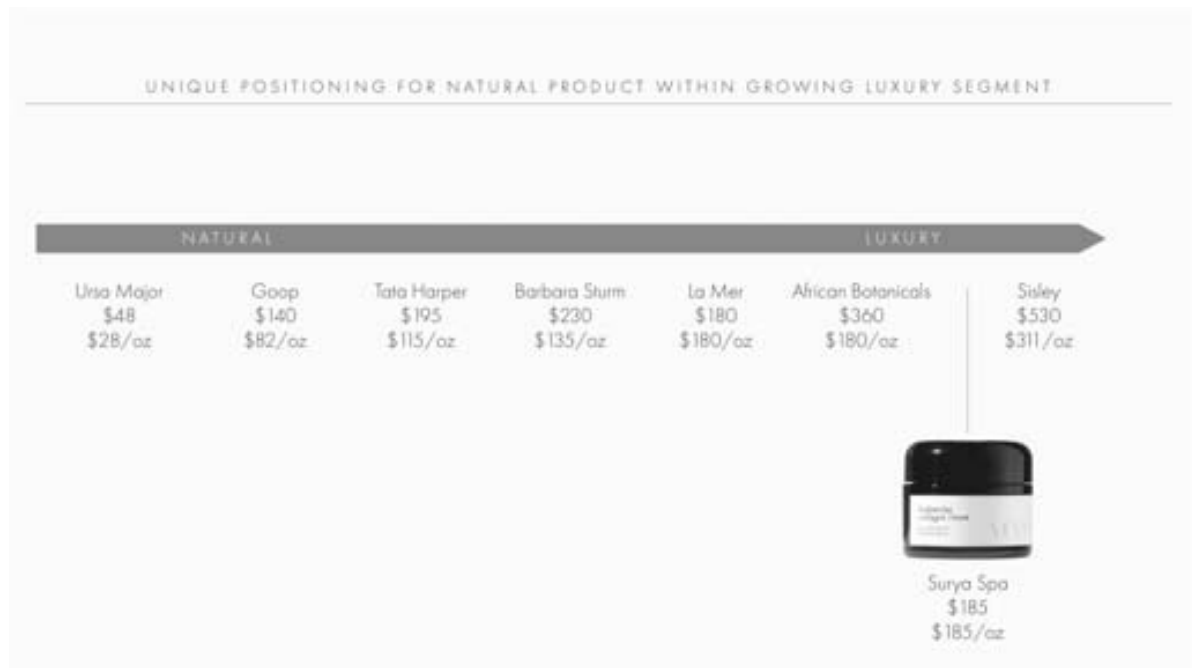 UNIQUE POSITIONING FOR NATURAL PRODUCT WITHIN GROWING LUXURY SEGMENT
NATURAL LUXURY
Ursa Major Goop Tata Harper Barbara Sturm La Mer African Botanicals Sisley
$48 $140 $195 $230 $180 $360 $530
$28/oz $82/oz $115/oz $135/oz $180/oz $180/oz $311/oz
Surya Spa
$185
$185/oz